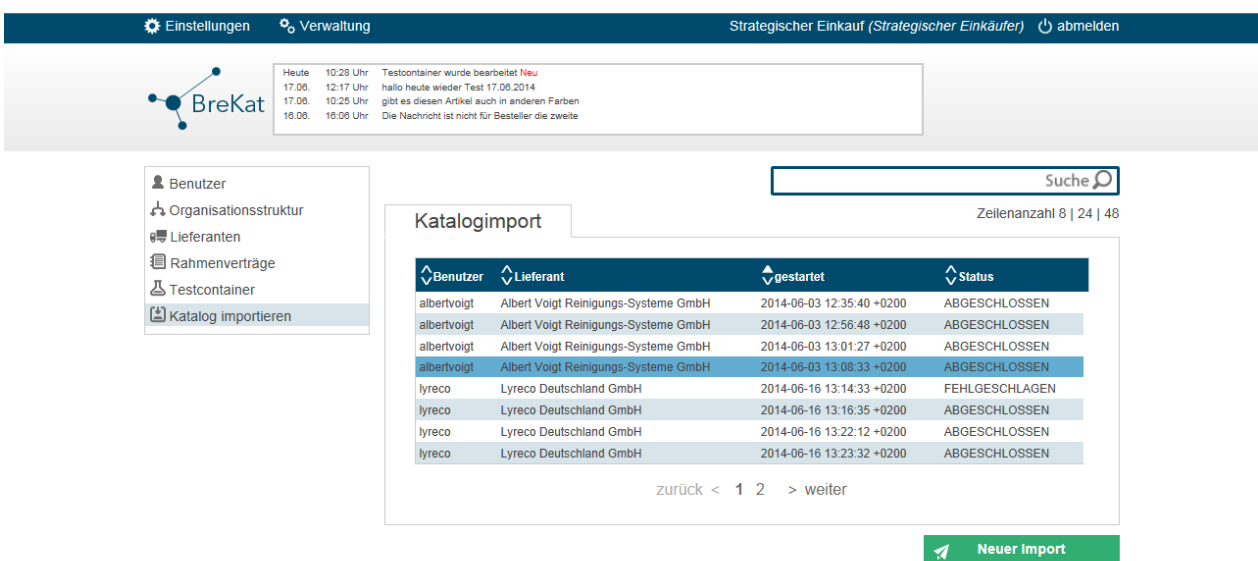 Einstellungen Verwaltung Strategischer Einkauf (Strategischer Einkäufer) abmelden
BreKat
Heute 10:28 Uhr Testcontainer wurde bearbeitet Neu
17.06. 12:17 Uhr hallo heute wieder Test 17.06.2014
17.06. 10:25 Uhr gibt es diesen Artikel auch in anderen Farben
16.06. 16:06 Uhr Die Nachricht ist nicht für Besteller die zweite
Benutzer
Organisationsstruktur
Lieferanten
Rahmenverträge
Testcontainer
Katalog importieren
Suche
Zeilenanzahl 8 | 24 | 48
Katalogimport
Benutzer Lieferant gestartet Status
albertvoigt Albert Voigt Reinigungs-Systeme GmbH 2014-06-03 12:35:40 +0200 ABGESCHLOSSEN
albertvoigt Albert Voigt Reinigungs-Systeme GmbH 2014-06-03 12:56:48 +0200 ABGESCHLOSSEN
albertvoigt Albert Voigt Reinigungs-Systeme GmbH 2014-06-03 13:01:27 +0200 ABGESCHLOSSEN
albertvoigt Albert Voigt Reinigungs-Systeme GmbH 2014-06-03 13:08:33 +0200 ABGESCHLOSSEN
lyreco Lyreco Deutschland GmbH 2014-06-16 13:14:33 +0200 FEHLGESCHLAGEN
lyreco Lyreco Deutschland GmbH 2014-06-16 13:16:35 +0200 ABGESCHLOSSEN
lyreco Lyreco Deutschland GmbH 2014-06-16 13:22:12 +0200 ABGESCHLOSSEN
lyreco Lyreco Deutschland GmbH 2014-06-16 13:23:32 +0200 ABGESCHLOSSEN
zurück < 1 2 > weiter
Neuer Import